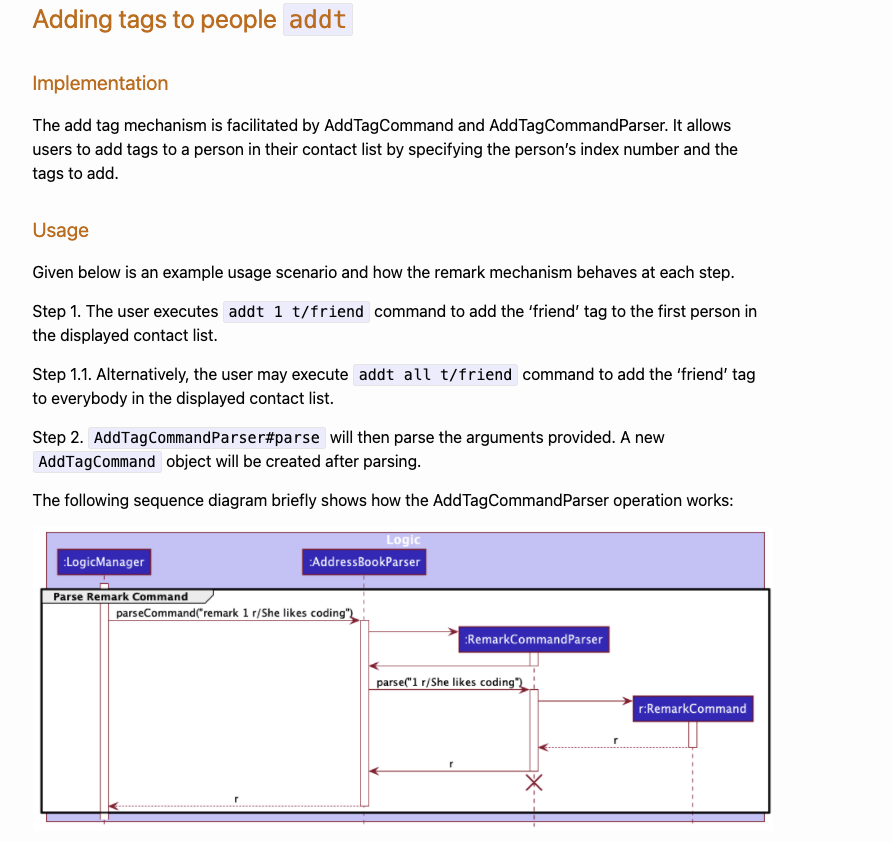 Adding tags to people addt
Implementation
The add tag mechanism is facilitated by AddTagCommand and AddTagCommandParser. It allows
users to add tags to a person in their contact list by specifying the person’s index number and the
tags to add.
Usage
Given below is an example usage scenario and how the remark mechanism behaves at each step.
Step 1. The user executes addt 1 t/friend command to add the ‘friend’ tag to the first person in
the displayed contact list.
Step 1.1. Alternatively, the user may execute addt all t/friend command to add the ‘friend’ tag
to everybody in the displayed contact list.
Step 2. AddTagCommandParser#parse will then parse the arguments provided. A new
AddTagCommand object will be created after parsing.
The following sequence diagram briefly shows how the AddTagCommandParser operation works:
Logic
:LogicManager
:AddressBookParser
Parse Remark Command
parseCommand("remark 1 r/She likes coding")
:RemarkCommandParser
parse("1 r/She likes coding")
r:RemarkCommand
r
r
r